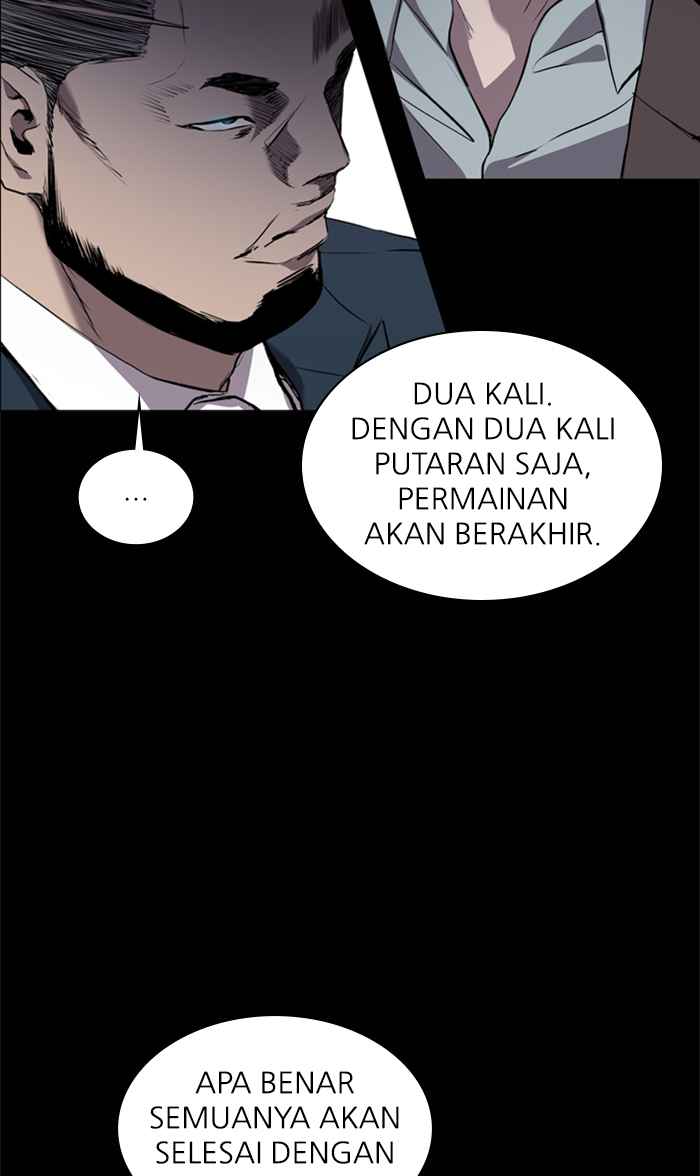 ...
DUA KALI.
DENGAN DUA KALI
PUTARAN SAJA,
PERMAINAN
AKAN BERAKHIR.
APA BENAR
SEMUANYA AKAN
SELESAI DENGAN